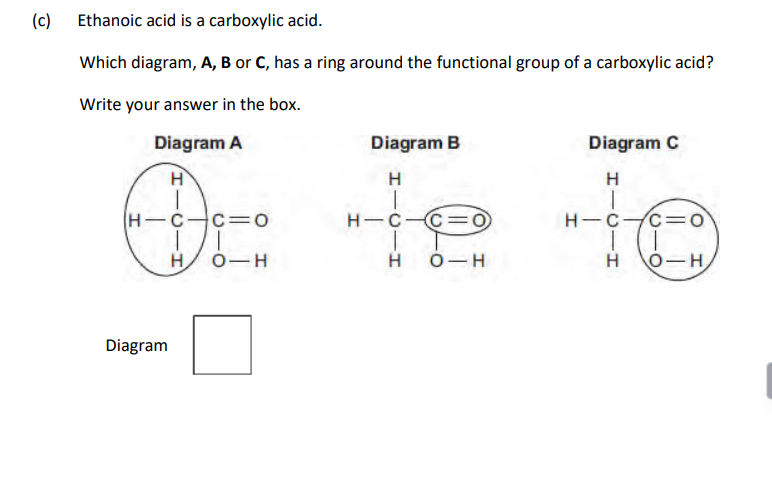 (c) Ethanoic acid is a carboxylic acid.
Which diagram, A, B or C, has a ring around the functional group of a carboxylic acid?
Write your answer in the box.
Diagram A Diagram B Diagram C
H H H
H—C—C=O H—C—C=O H—C—C=O
H O—H H O—H H O—H
Diagram